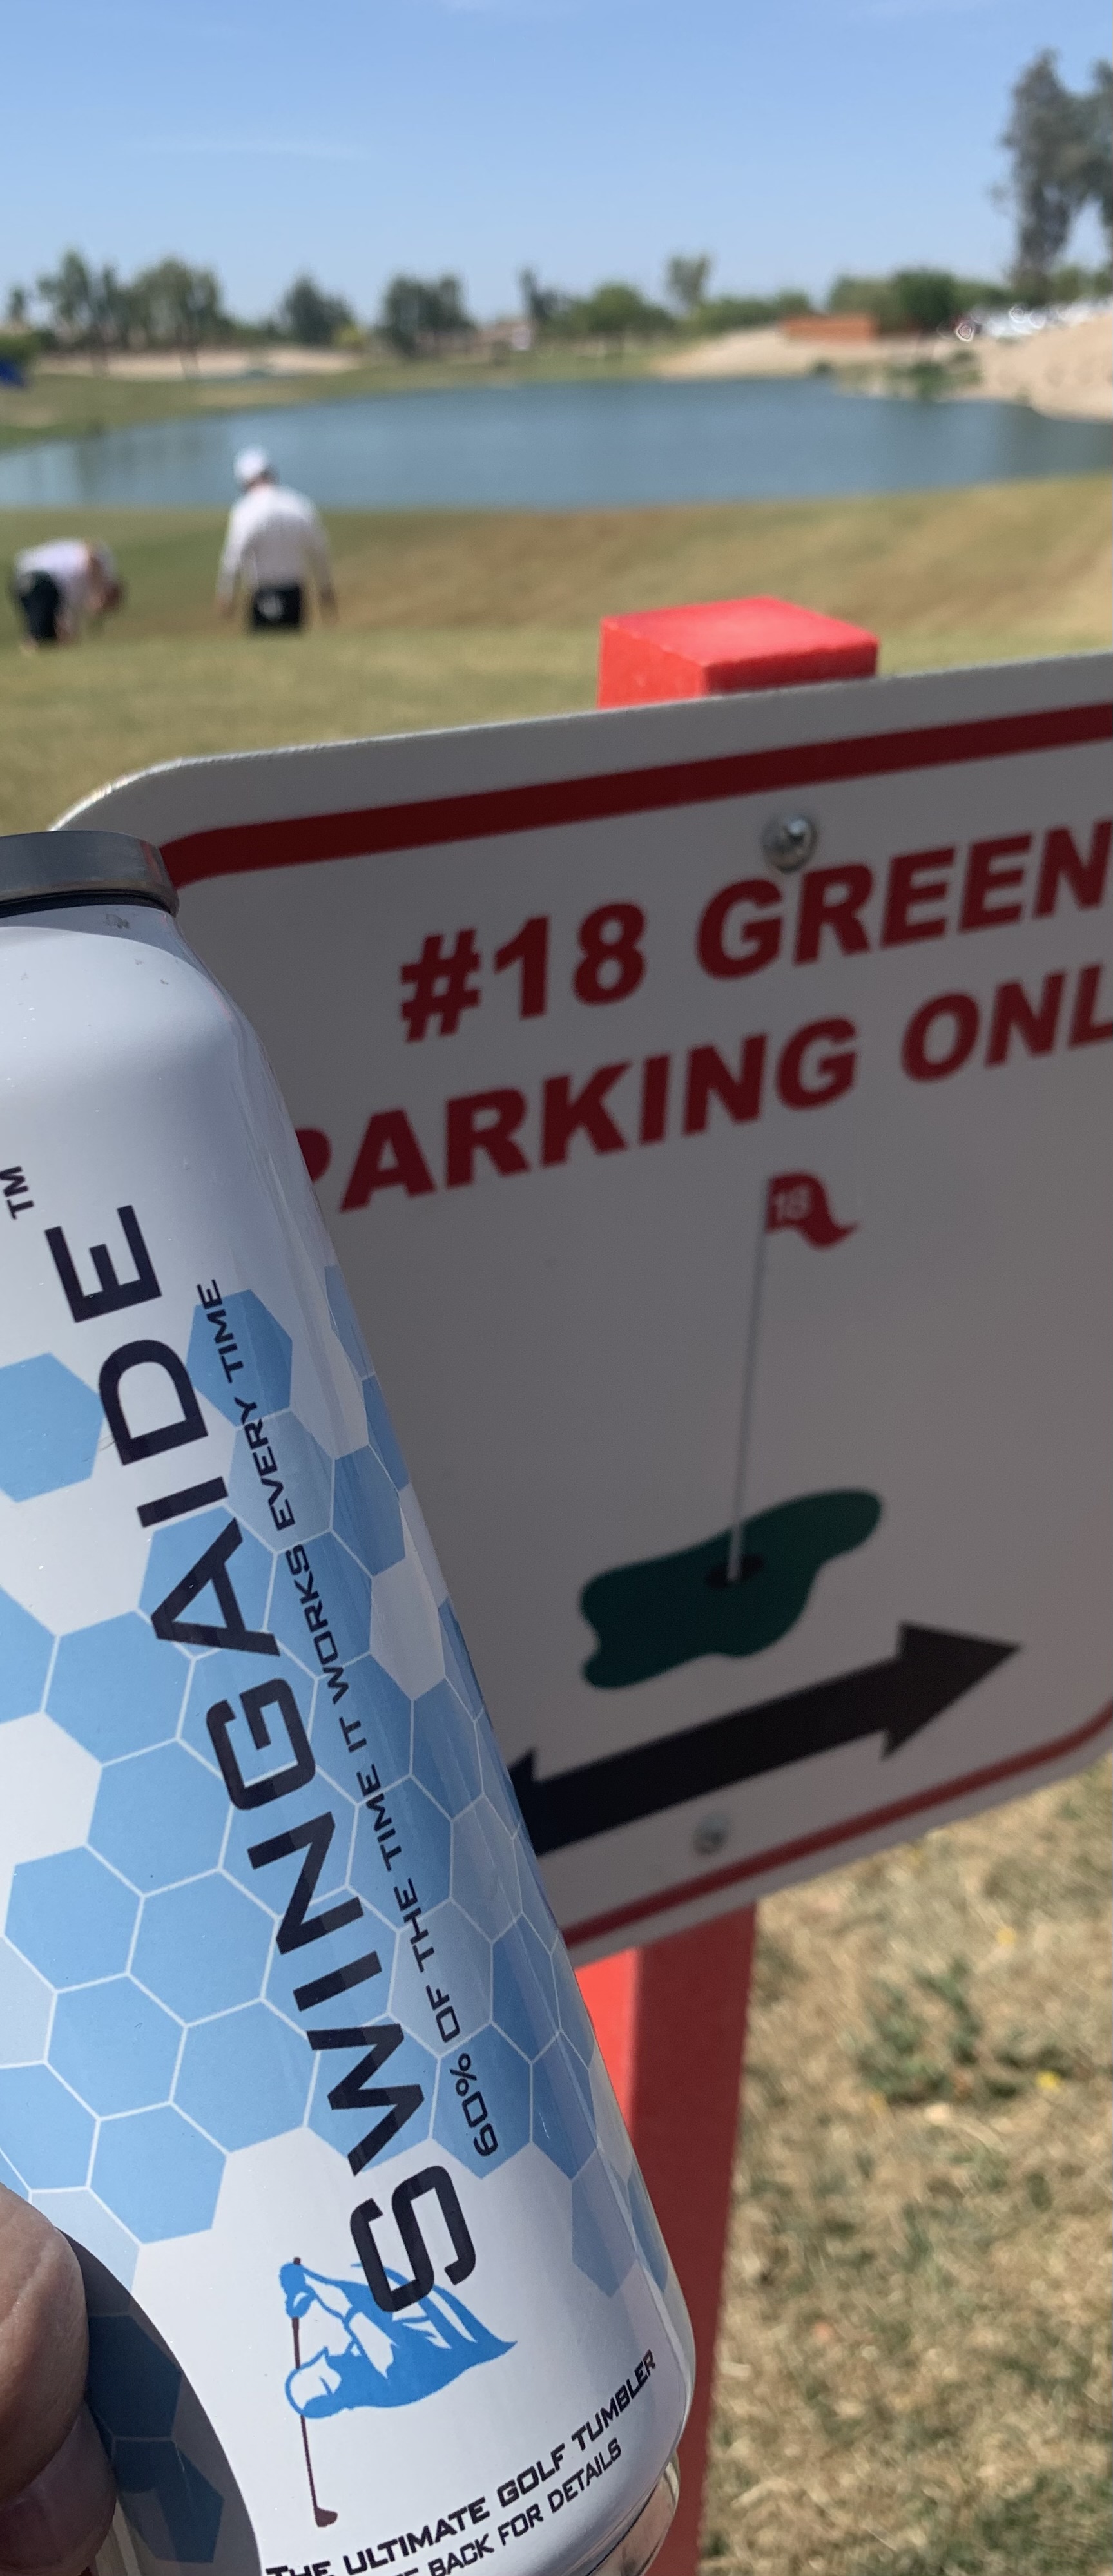 #18 GREEN
PARKING ONL
18
SWINGAIDE™
60% OF THE TIME IT WORKS EVERY TIME
THE ULTIMATE GOLF TUMBLER
BACK FOR DETAILS